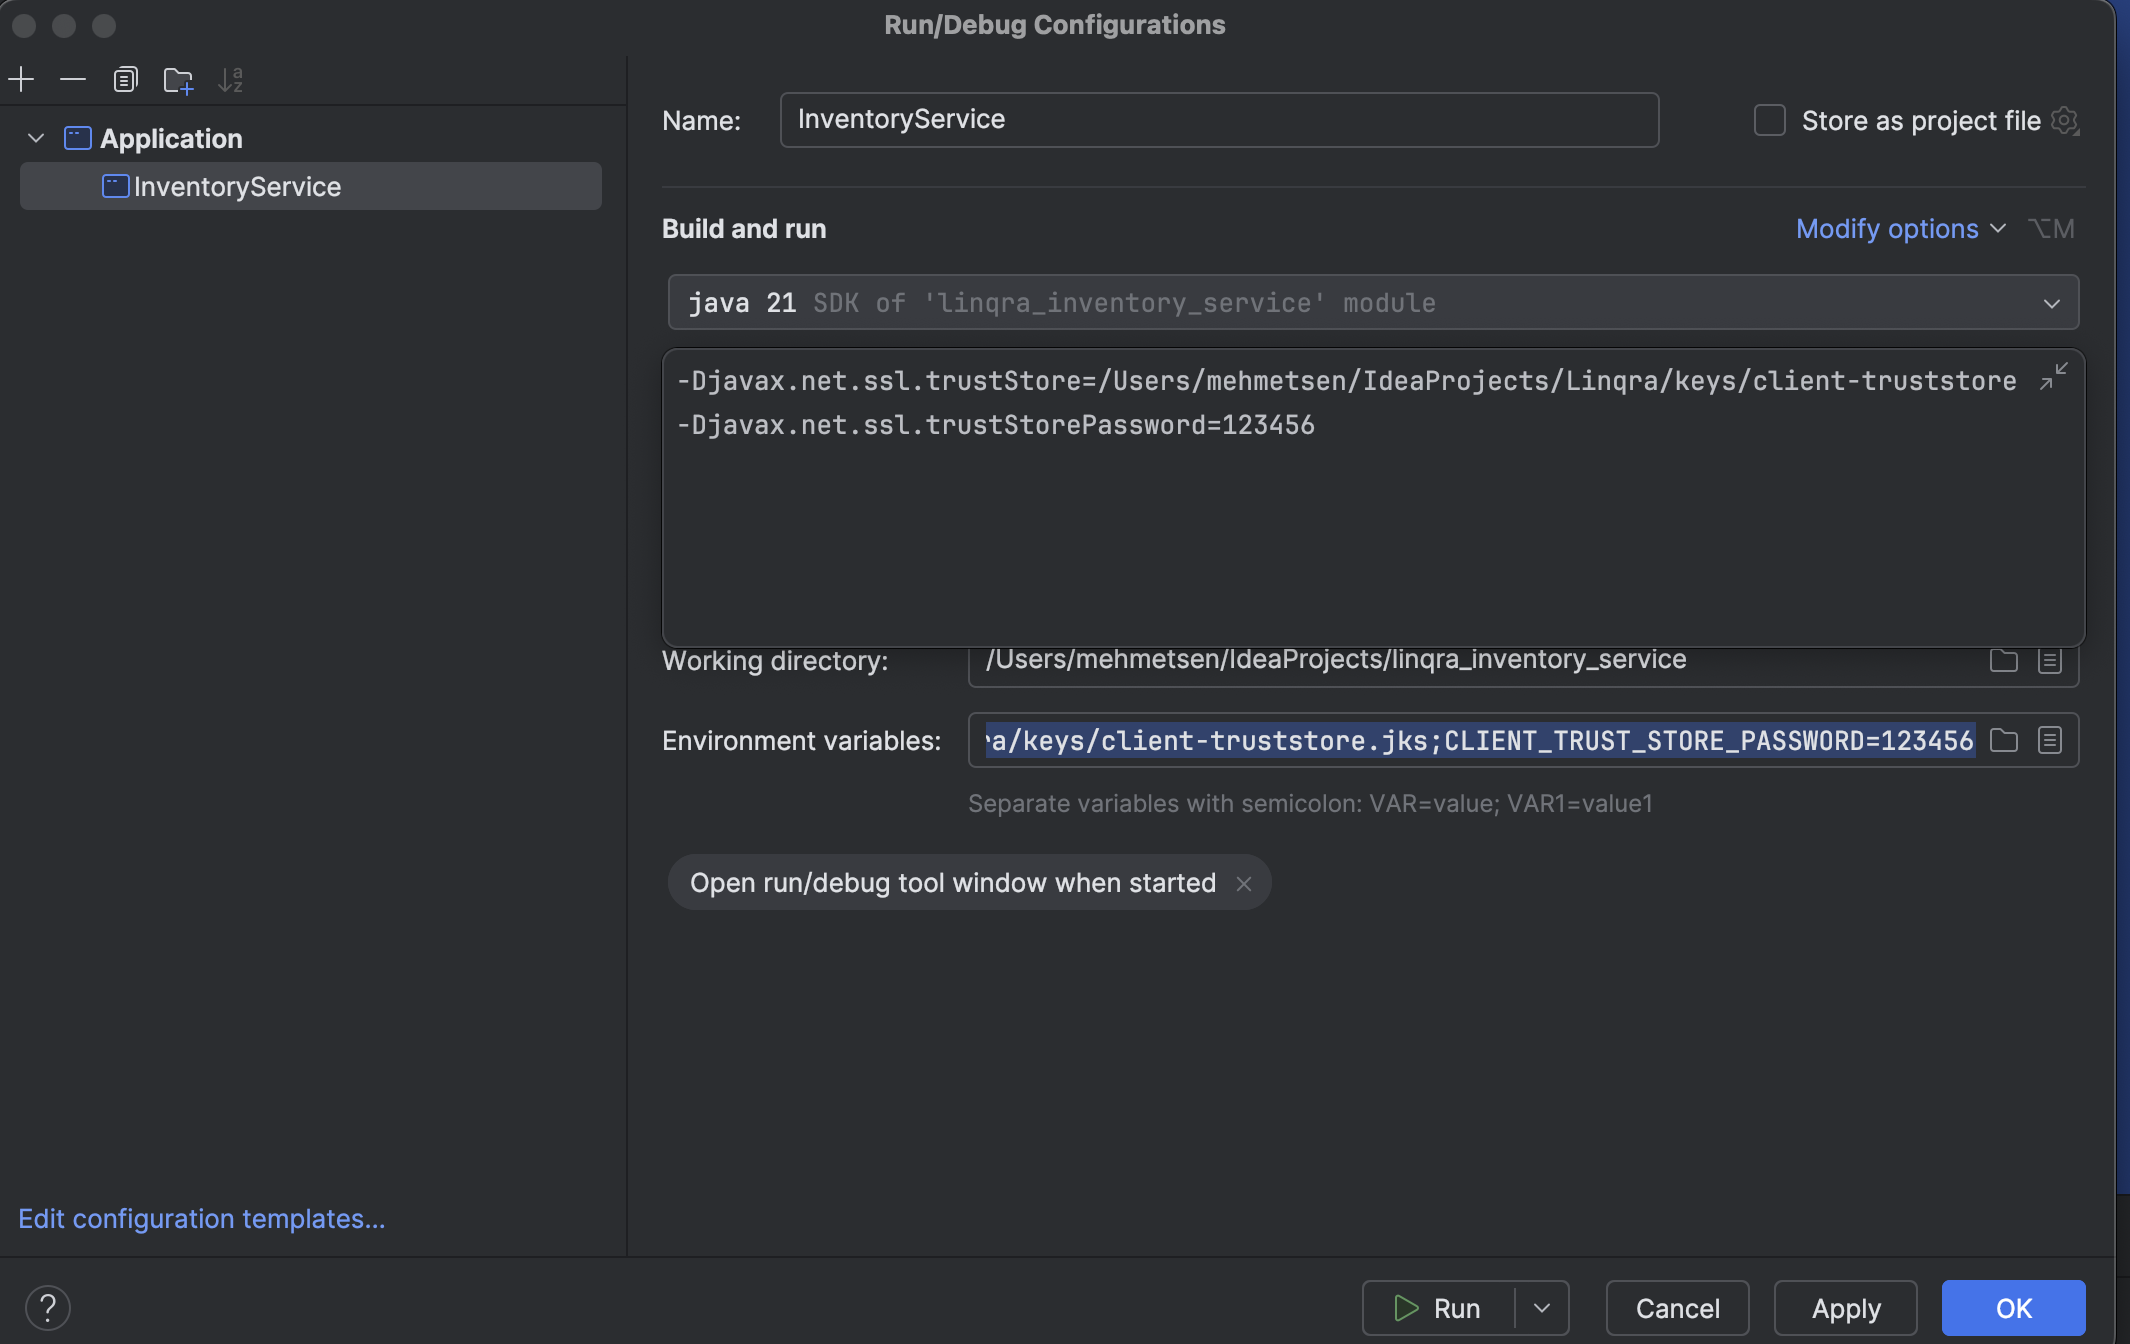 Run/Debug Configurations
Application
InventoryService
Name:
InventoryService
Store as project file
Build and run
Modify options
⌥M
java 21 SDK of 'linqra_inventory_service' module
-Djavax.net.ssl.trustStore=/Users/mehmetsen/IdeaProjects/Linqra/keys/client-truststore
-Djavax.net.ssl.trustStorePassword=123456
Working directory:
/Users/mehmetsen/IdeaProjects/linqra_inventory_service
Environment variables:
ra/keys/client-truststore.jks;CLIENT_TRUST_STORE_PASSWORD=123456
Separate variables with semicolon: VAR=value; VAR1=value1
Open run/debug tool window when started
Edit configuration templates...
?
Run
Cancel
Apply
OK